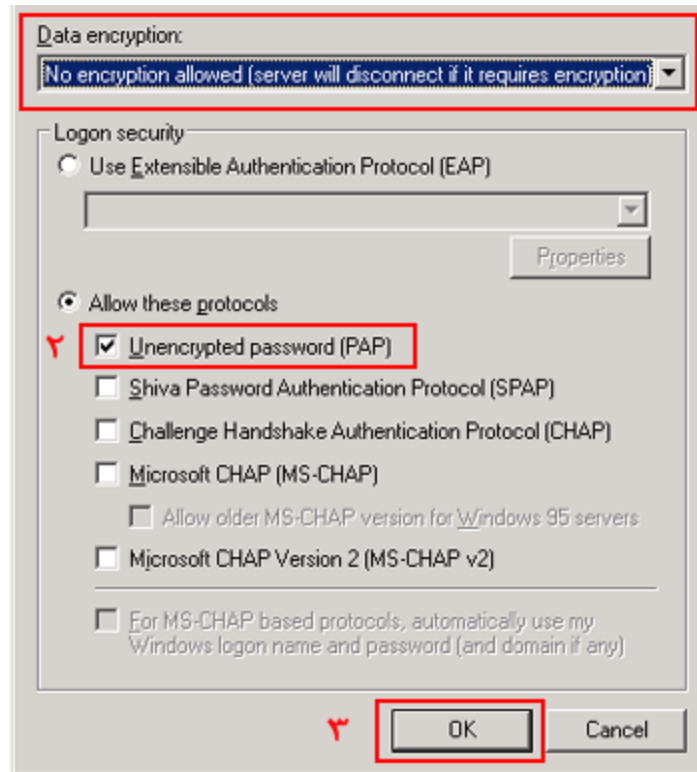 Data encryption:
No encryption allowed (server will disconnect if it requires encryption)
Logon security
Use Extensible Authentication Protocol (EAP)
Properties
Allow these protocols
۲ Unencrypted password (PAP)
Shiva Password Authentication Protocol (SPAP)
Challenge Handshake Authentication Protocol (CHAP)
Microsoft CHAP (MS-CHAP)
Allow older MS-CHAP version for Windows 95 servers
Microsoft CHAP Version 2 (MS-CHAP v2)
For MS-CHAP based protocols, automatically use my
Windows logon name and password (and domain if any)
۳ OK Cancel